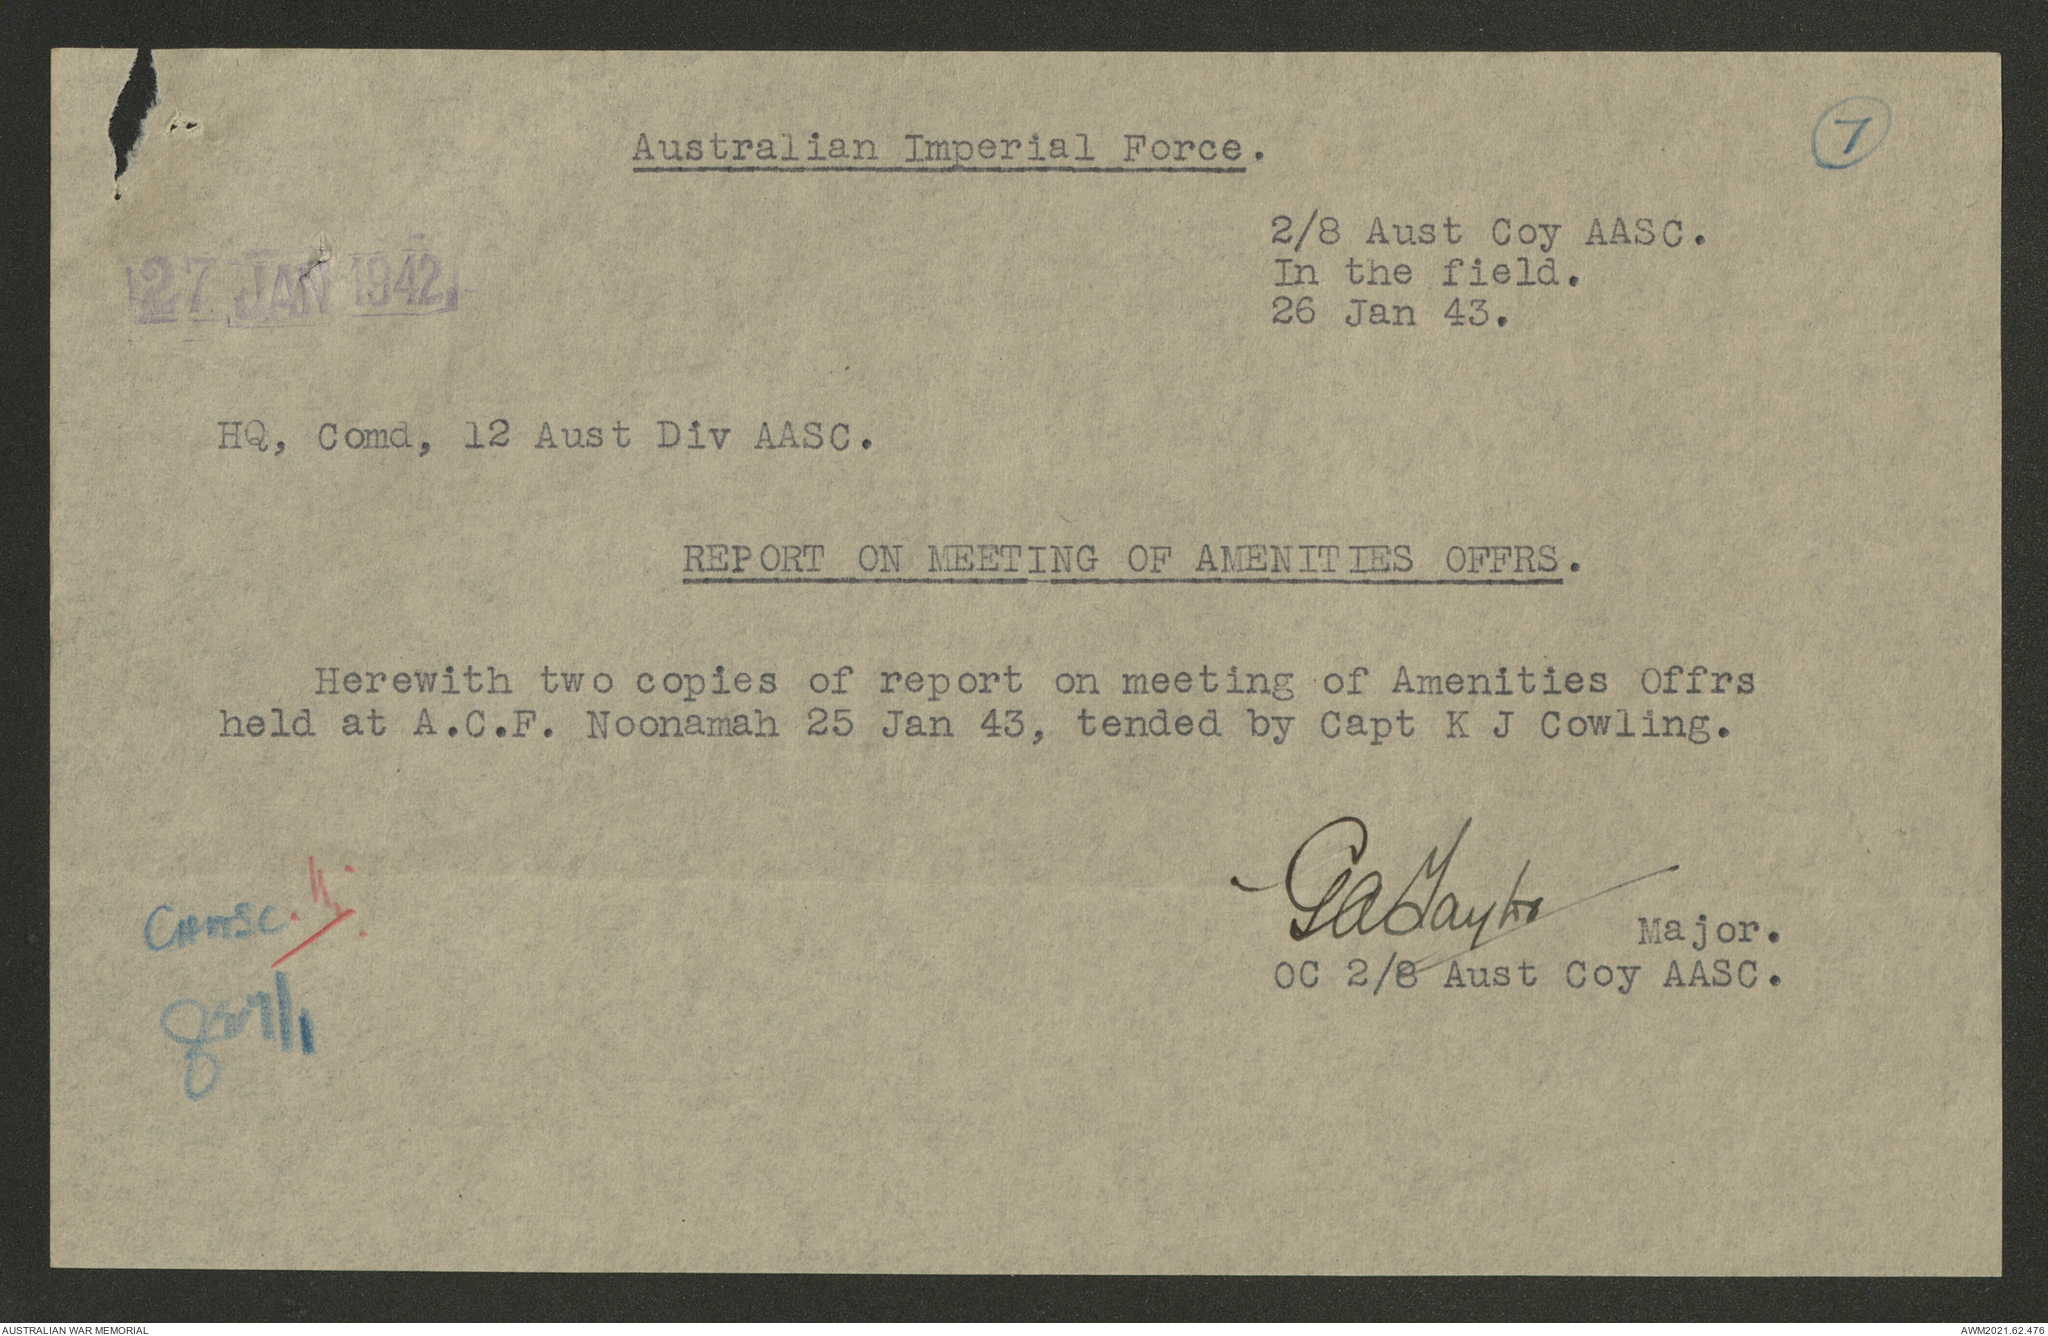 7
Australian Imperial Force.
2/8 Aust Coy AASC.
In the field.
26 Jan 43.
27 JAN 1942
HQ, Comd, 12 Aust Div AASC.
REPORT ON MEETING OF AMENITIES OFFRS.
Herewith two copies of report on meeting of Amenities Offrs
held at A.C.F. Noonamah 25 Jan 43, tended by Capt K J Cowling.
GATaylor Major.
OC 2/8 Aust Coy AASC.
AUSTRALIAN WAR MEMORIAL
AWM2021.62.476